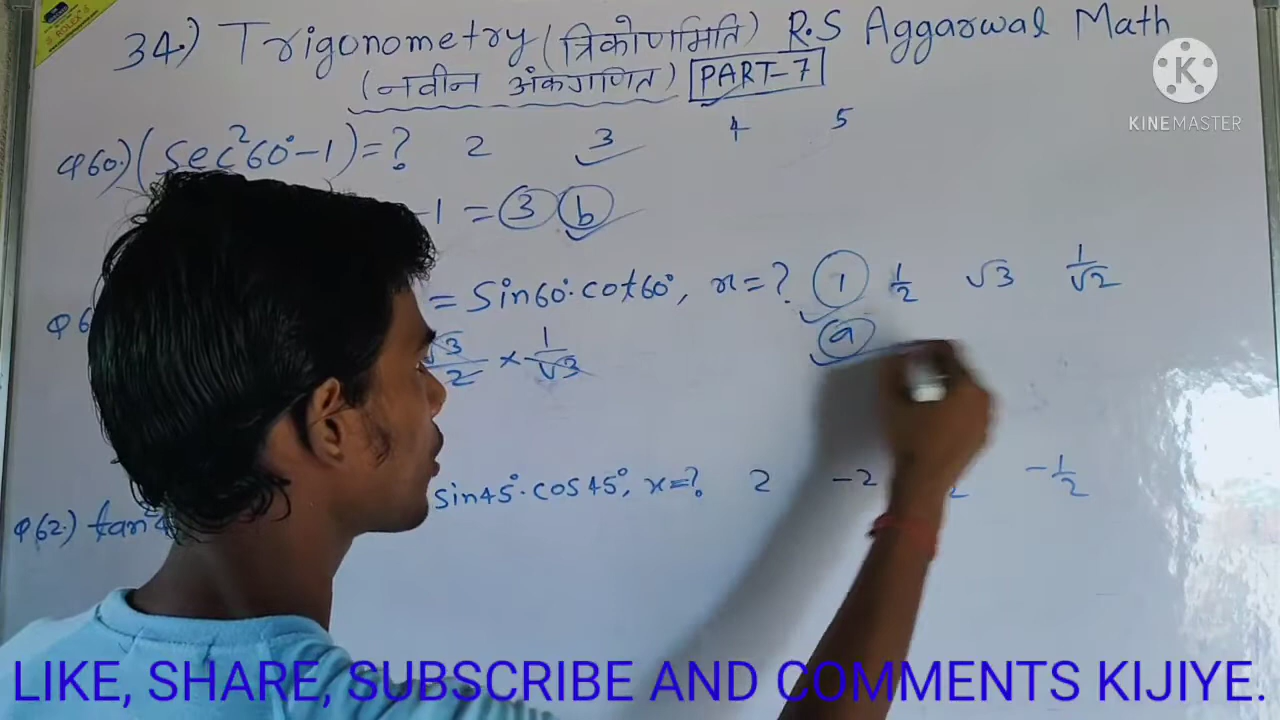 34.) Trigonometry (त्रिकोणमिति) R.S Aggarwal Math
(नवीन अंकगणित) PART-7
KINEMASTER
Q60.) (Sec²60°-1)=? 2 3 4 5
-1 = 3 b
= Sin60°.cot60°, x=? 1 1/2 √3 1/√2
√3/2 × 1/√3 a
Q62.) tan² sin45°.cos45°, x=? 2 -2 -1/2
LIKE, SHARE, SUBSCRIBE AND COMMENTS KIJIYE.